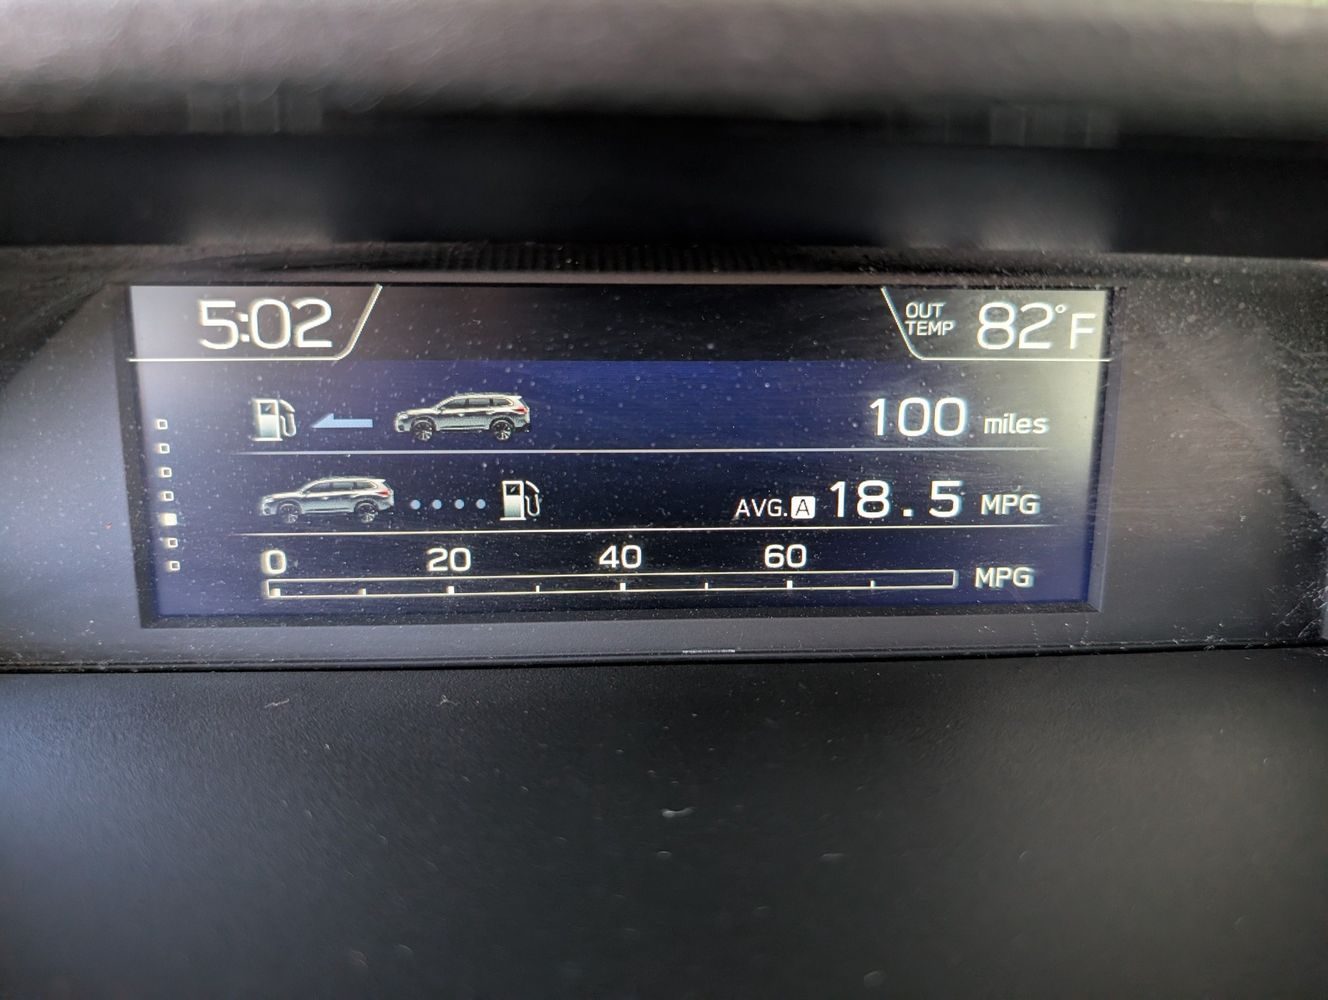 5:02
OUT TEMP 82°F
100 miles
AVG. A 18.5 MPG
0 20 40 60
MPG